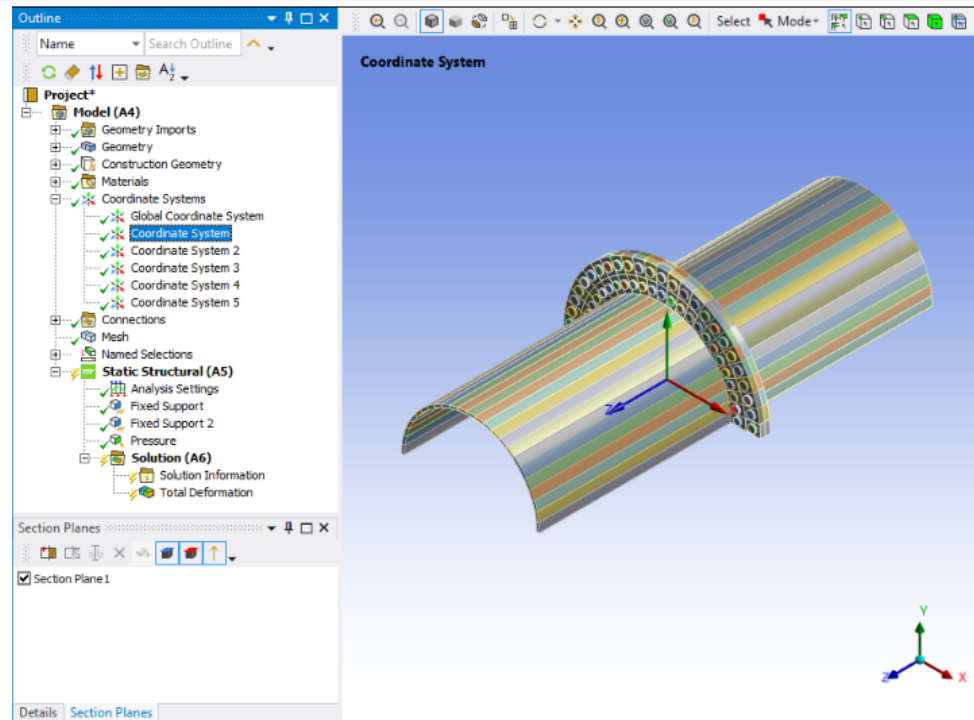 Outline
Name
Search Outline
Project*
Model (A4)
Geometry Imports
Geometry
Construction Geometry
Materials
Coordinate Systems
Global Coordinate System
Coordinate System
Coordinate System 2
Coordinate System 3
Coordinate System 4
Coordinate System 5
Connections
Mesh
Named Selections
Static Structural (A5)
Analysis Settings
Fixed Support
Fixed Support 2
Pressure
Solution (A6)
Solution Information
Total Deformation
Section Planes
Section Plane 1
Details Section Planes
Select Mode
Coordinate System
Y
Z X